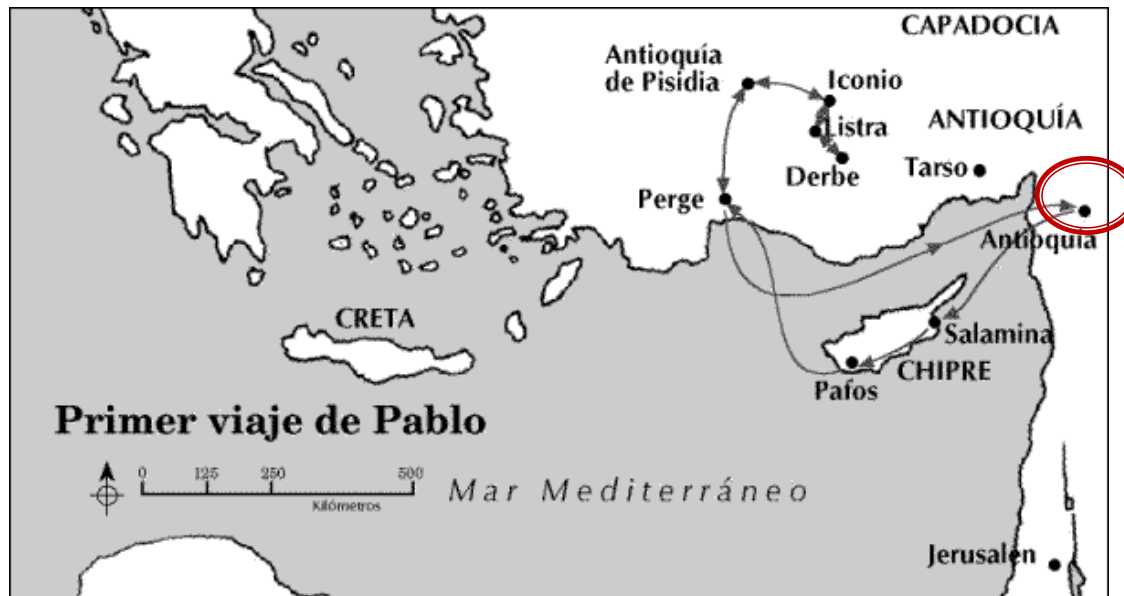 CAPADOCIA
Antioquía
de Pisidia
Iconio
Listra
ANTIOQUÍA
Derbe
Tarso
Perge
Antioquía
CRETA
Salamina
CHIPRE
Pafos
Primer viaje de Pablo
0 125 250 500
Kilómetros
Mar Mediterráneo
Jerusalén